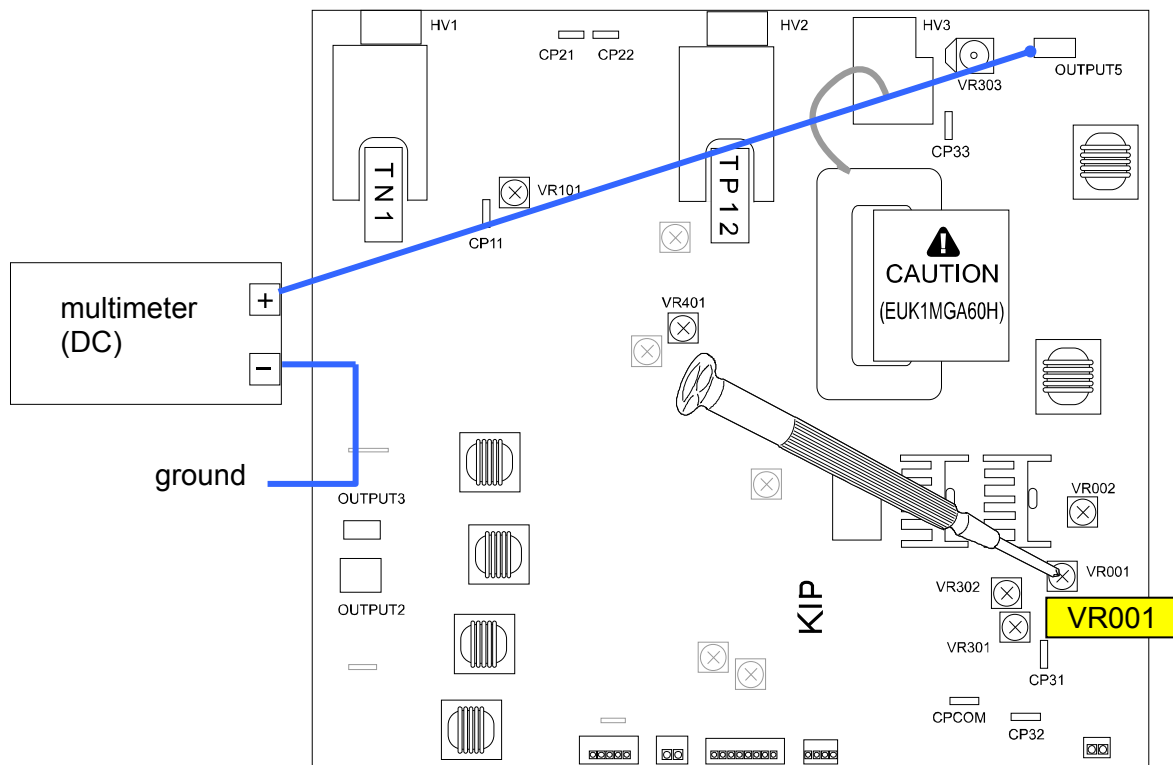 HV1
HV2
HV3
CP21
CP22
VR303
OUTPUT5
CP33
TN1
VR101
TP12
CP11
CAUTION
(EUK1MGA60H)
+
multimeter
(DC)
−
VR401
ground
OUTPUT3
VR002
OUTPUT2
VR001
VR302
KIP
VR001
VR301
CP31
CPCOM
CP32